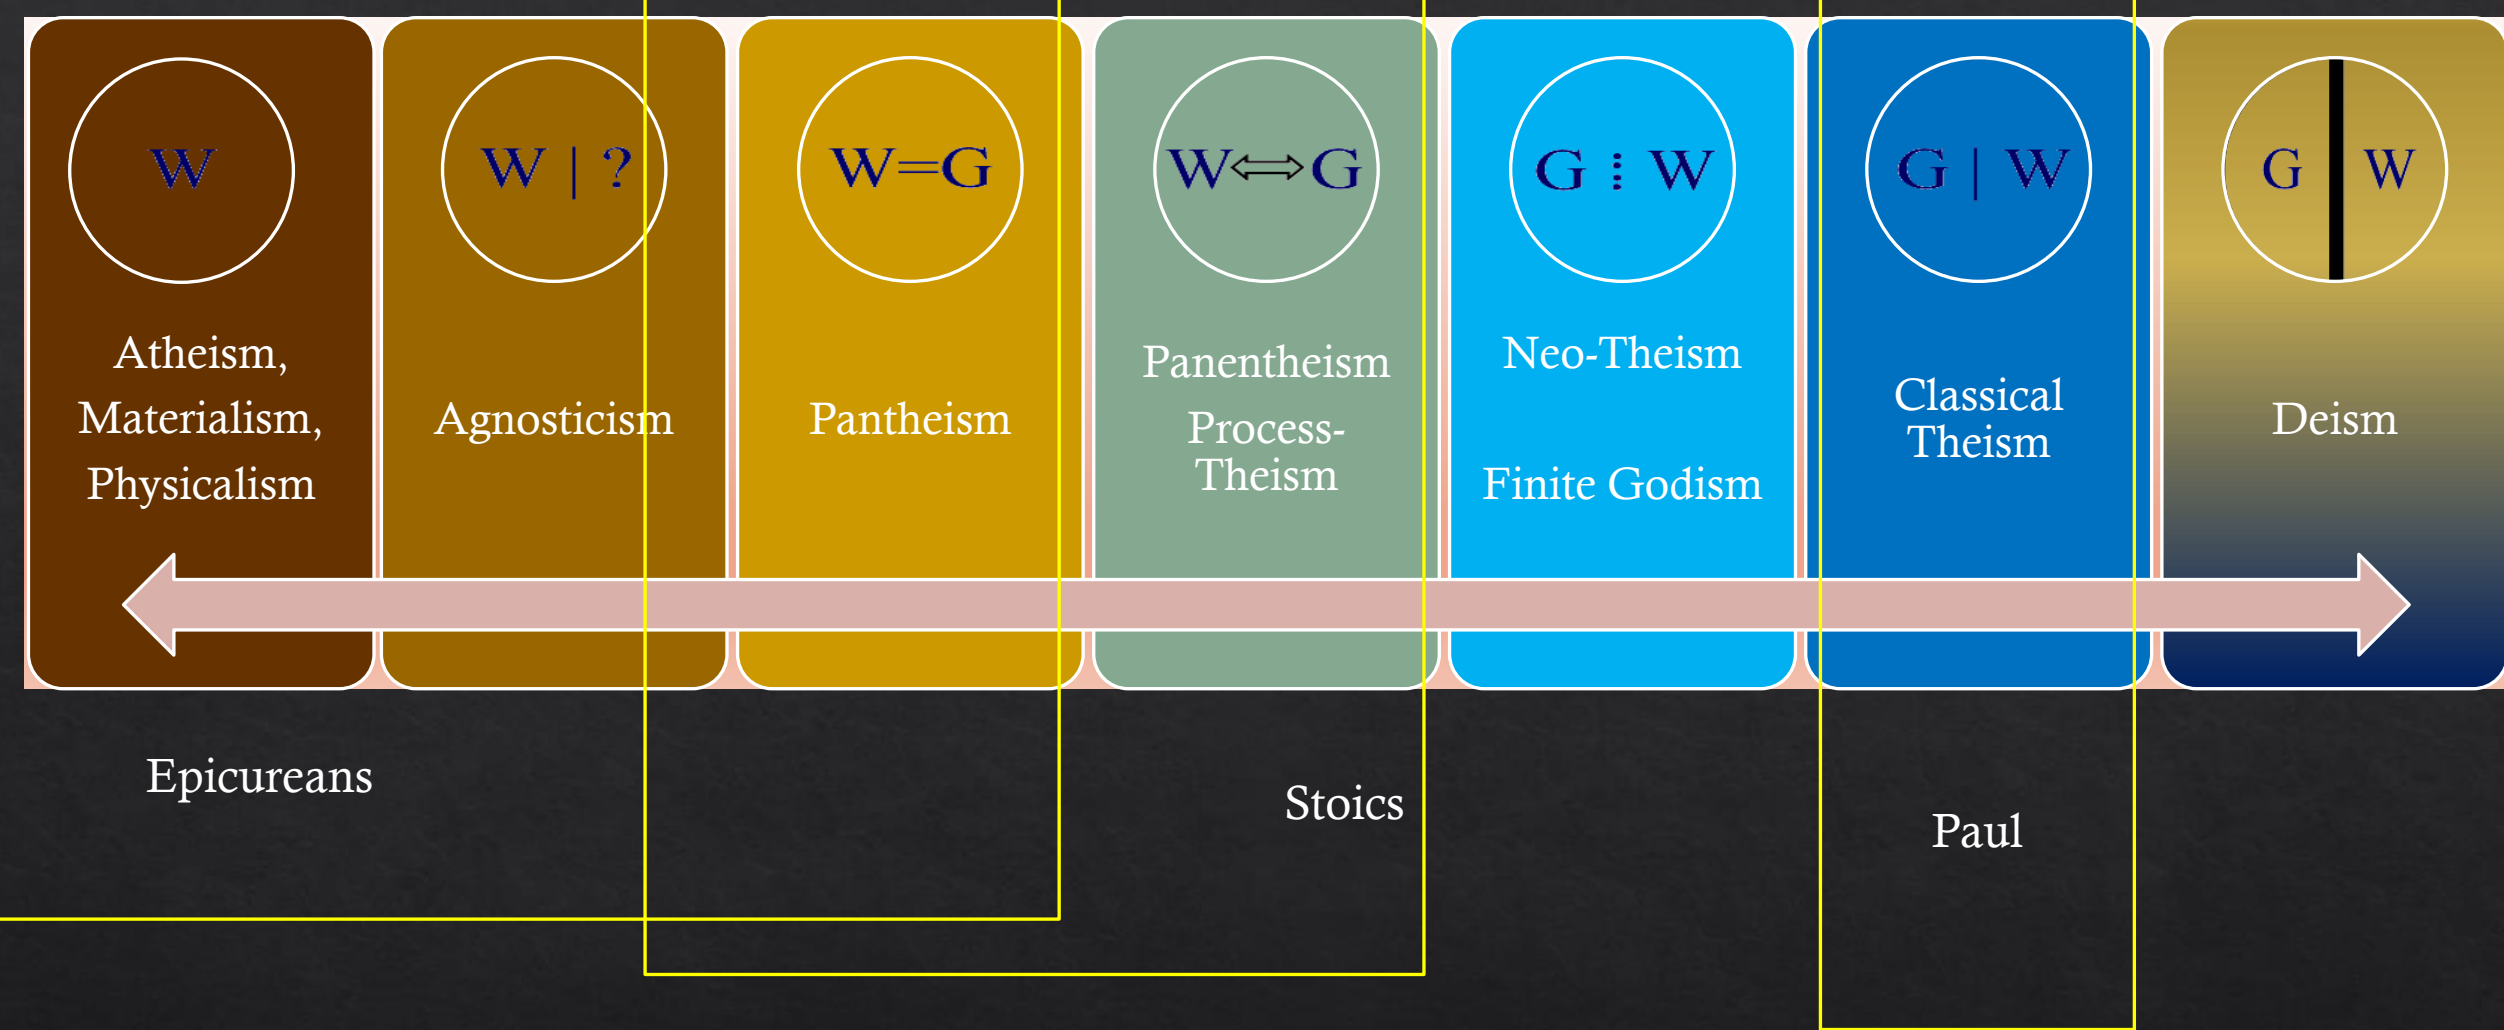 W
Atheism,
Materialism,
Physicalism
W | ?
Agnosticism
W=G
Pantheism
W⇔G
Panentheism
Process-
Theism
G ⁞ W
Neo-Theism
Finite Godism
G | W
Classical
Theism
G | W
Deism
Epicureans
Stoics
Paul